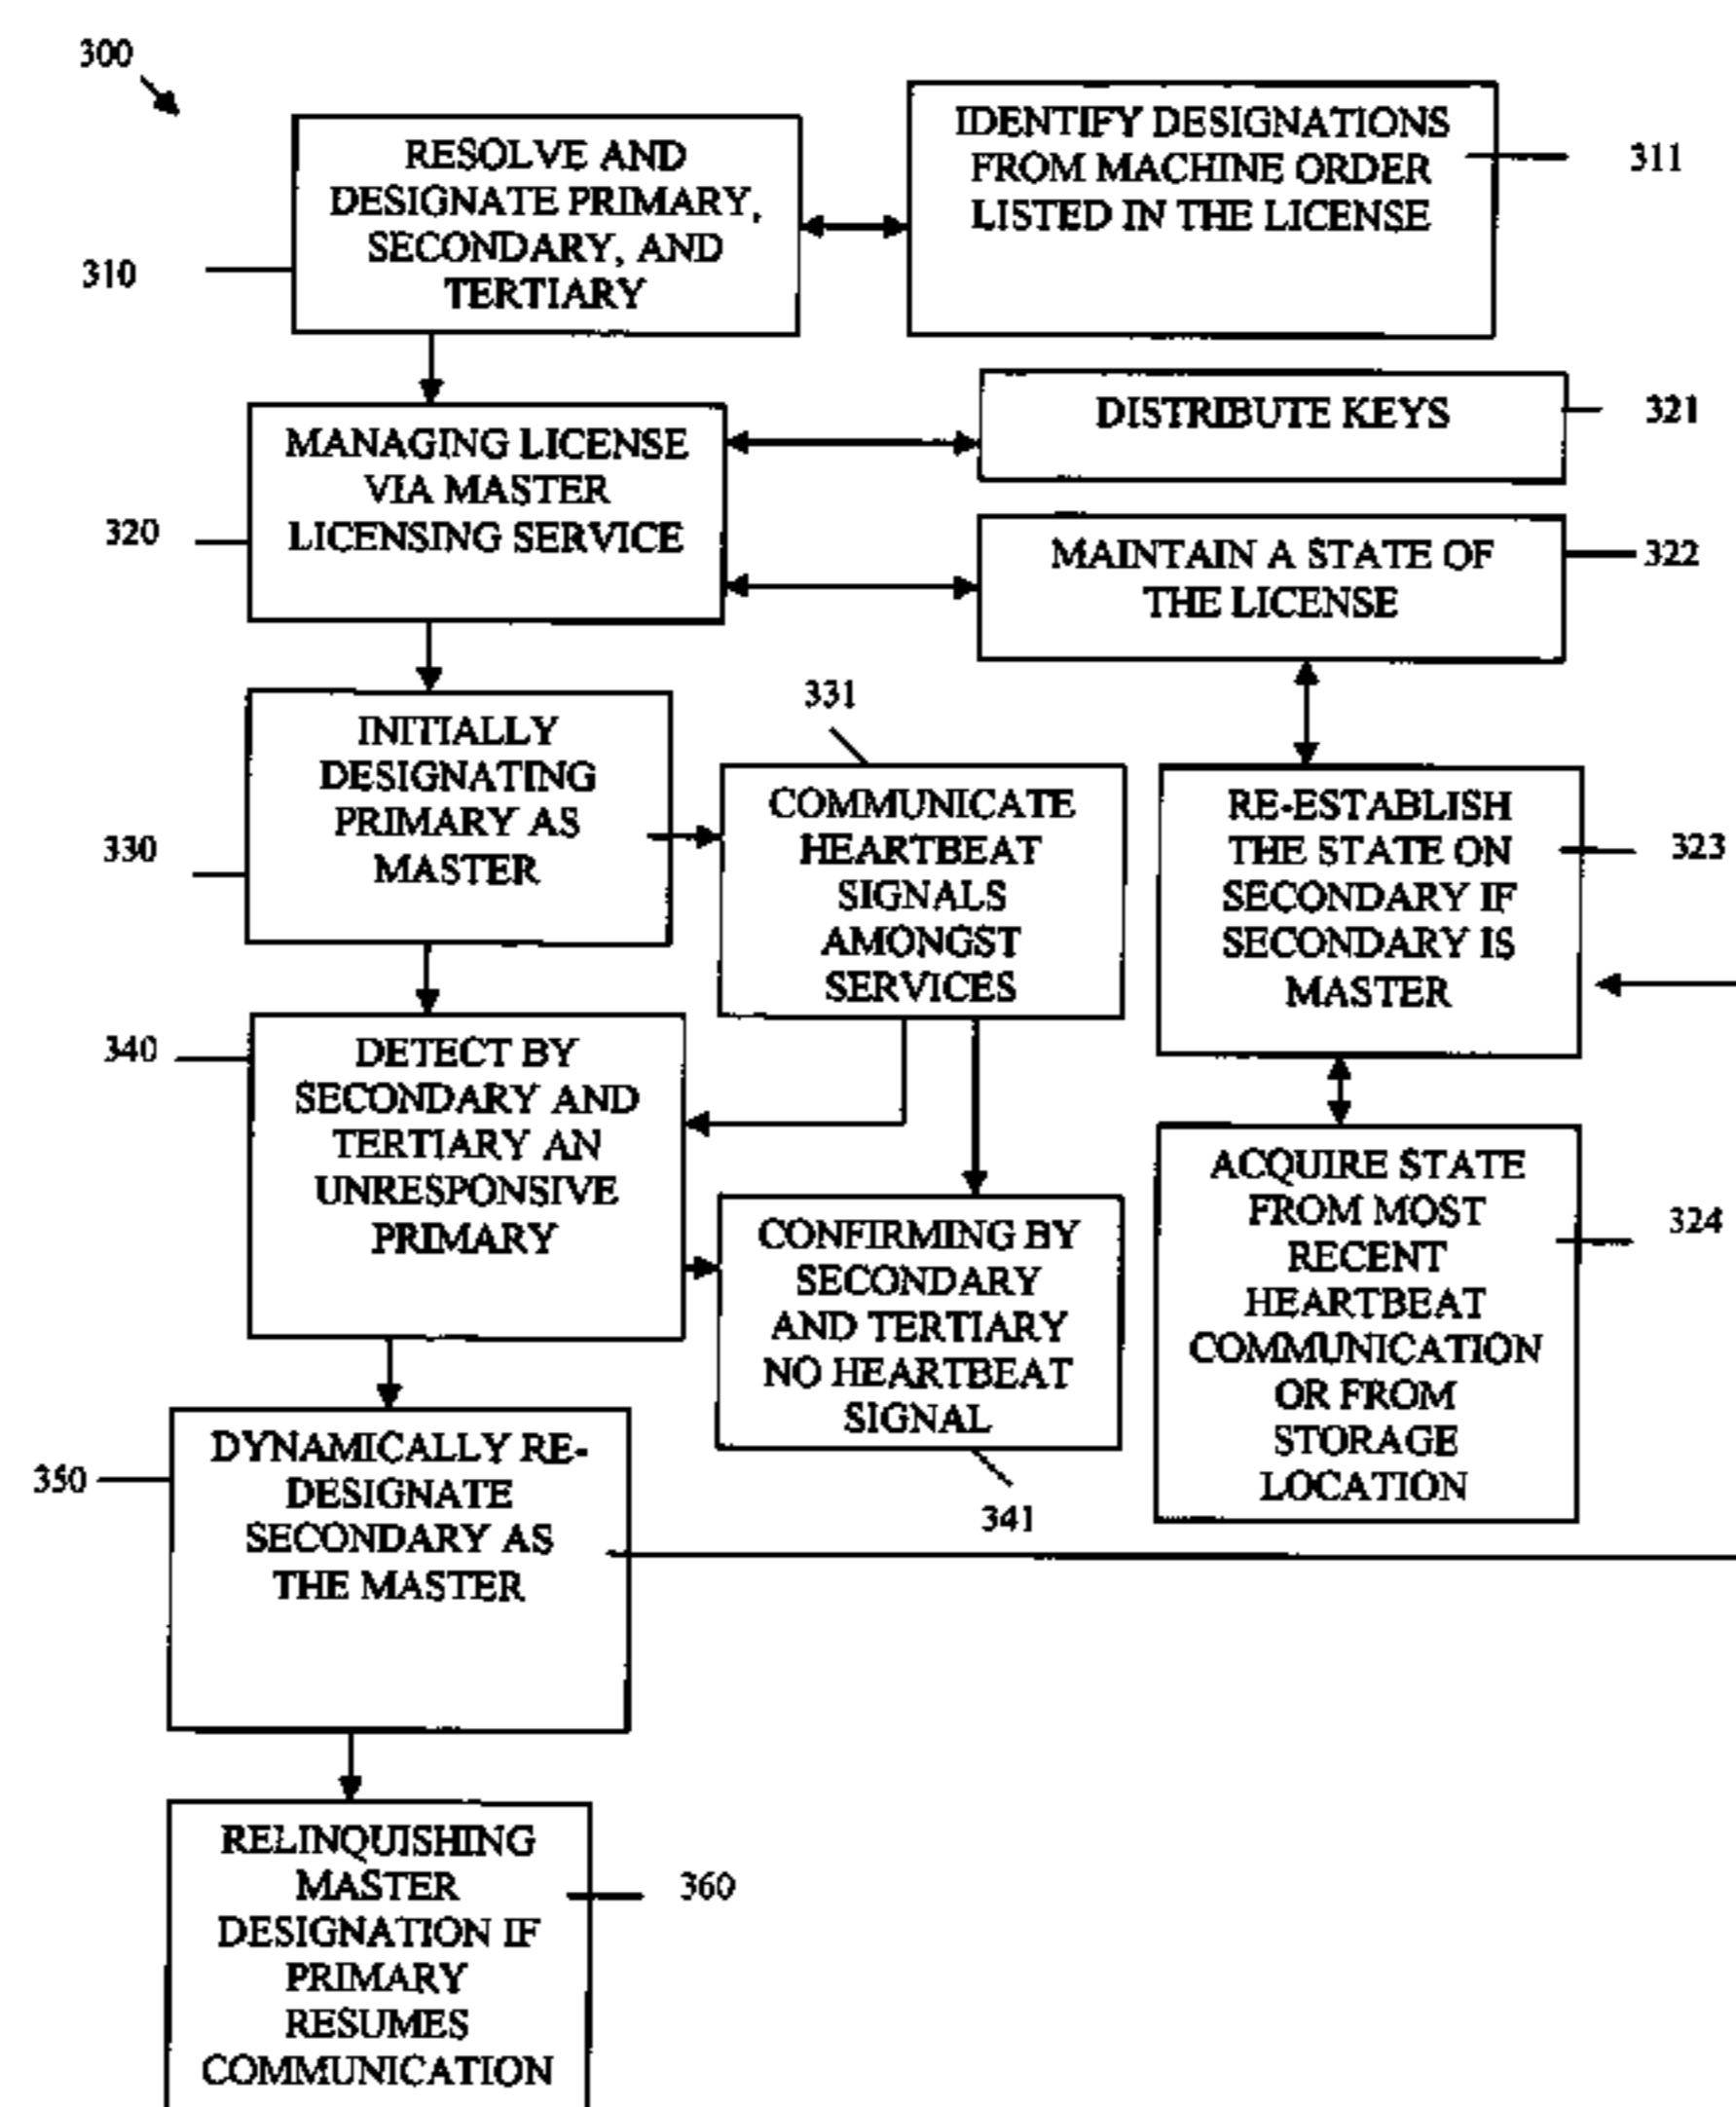 300
RESOLVE AND
DESIGNATE PRIMARY,
SECONDARY, AND
TERTIARY
310
IDENTIFY DESIGNATIONS
FROM MACHINE ORDER
LISTED IN THE LICENSE
311
MANAGING LICENSE
VIA MASTER
LICENSING SERVICE
320
DISTRIBUTE KEYS
321
MAINTAIN A STATE OF
THE LICENSE
322
INITIALLY
DESIGNATING
PRIMARY AS
MASTER
330
331
COMMUNICATE
HEARTBEAT
SIGNALS
AMONGST
SERVICES
RE-ESTABLISH
THE STATE ON
SECONDARY IF
SECONDARY IS
MASTER
323
340
DETECT BY
SECONDARY AND
TERTIARY AN
UNRESPONSIVE
PRIMARY
CONFIRMING BY
SECONDARY
AND TERTIARY
NO HEARTBEAT
SIGNAL
341
ACQUIRE STATE
FROM MOST
RECENT
HEARTBEAT
COMMUNICATION
OR FROM
STORAGE
LOCATION
324
350
DYNAMICALLY RE-
DESIGNATE
SECONDARY AS
THE MASTER
RELINQUISHING
MASTER
DESIGNATION IF
PRIMARY
RESUMES
COMMUNICATION
360